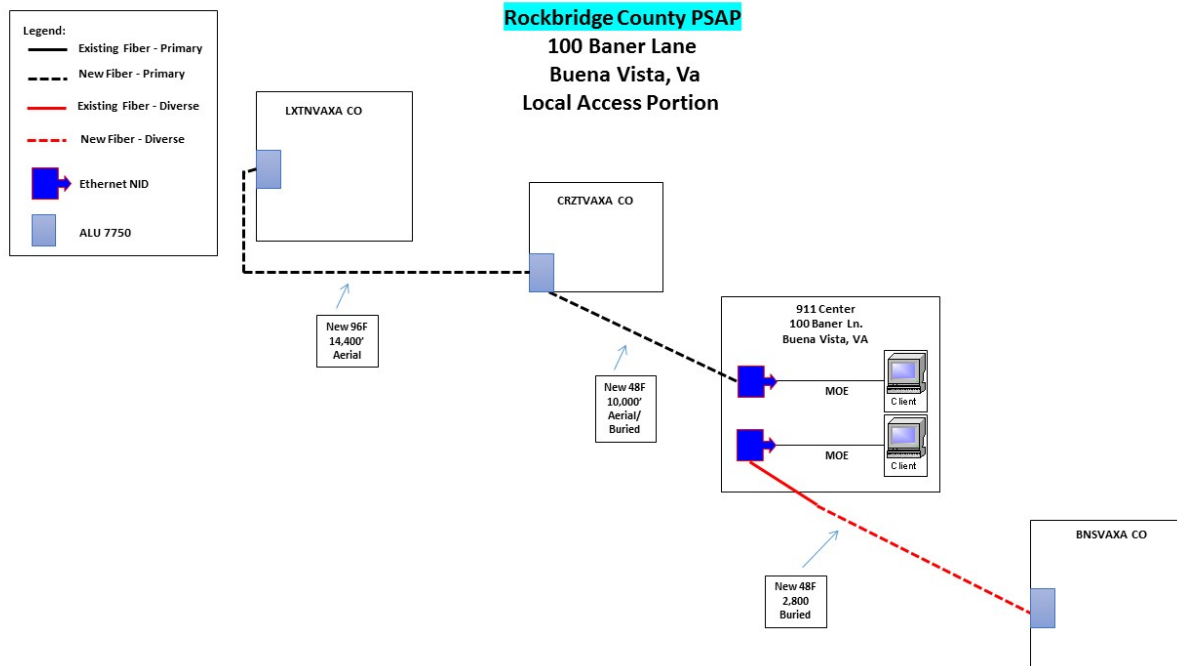 Rockbridge County PSAP
100 Baner Lane
Buena Vista, Va
Local Access Portion
Legend:
Existing Fiber - Primary
New Fiber - Primary
Existing Fiber - Diverse
New Fiber - Diverse
Ethernet NID
ALU 7750
LXTNVAXA CO
CRZTVAXA CO
New 96F
14,400’
Aerial
New 48F
10,000’
Aerial/
Buried
911 Center
100 Baner Ln.
Buena Vista, VA
MOE
Client
MOE
Client
New 48F
2,800
Buried
BNSVAXA CO